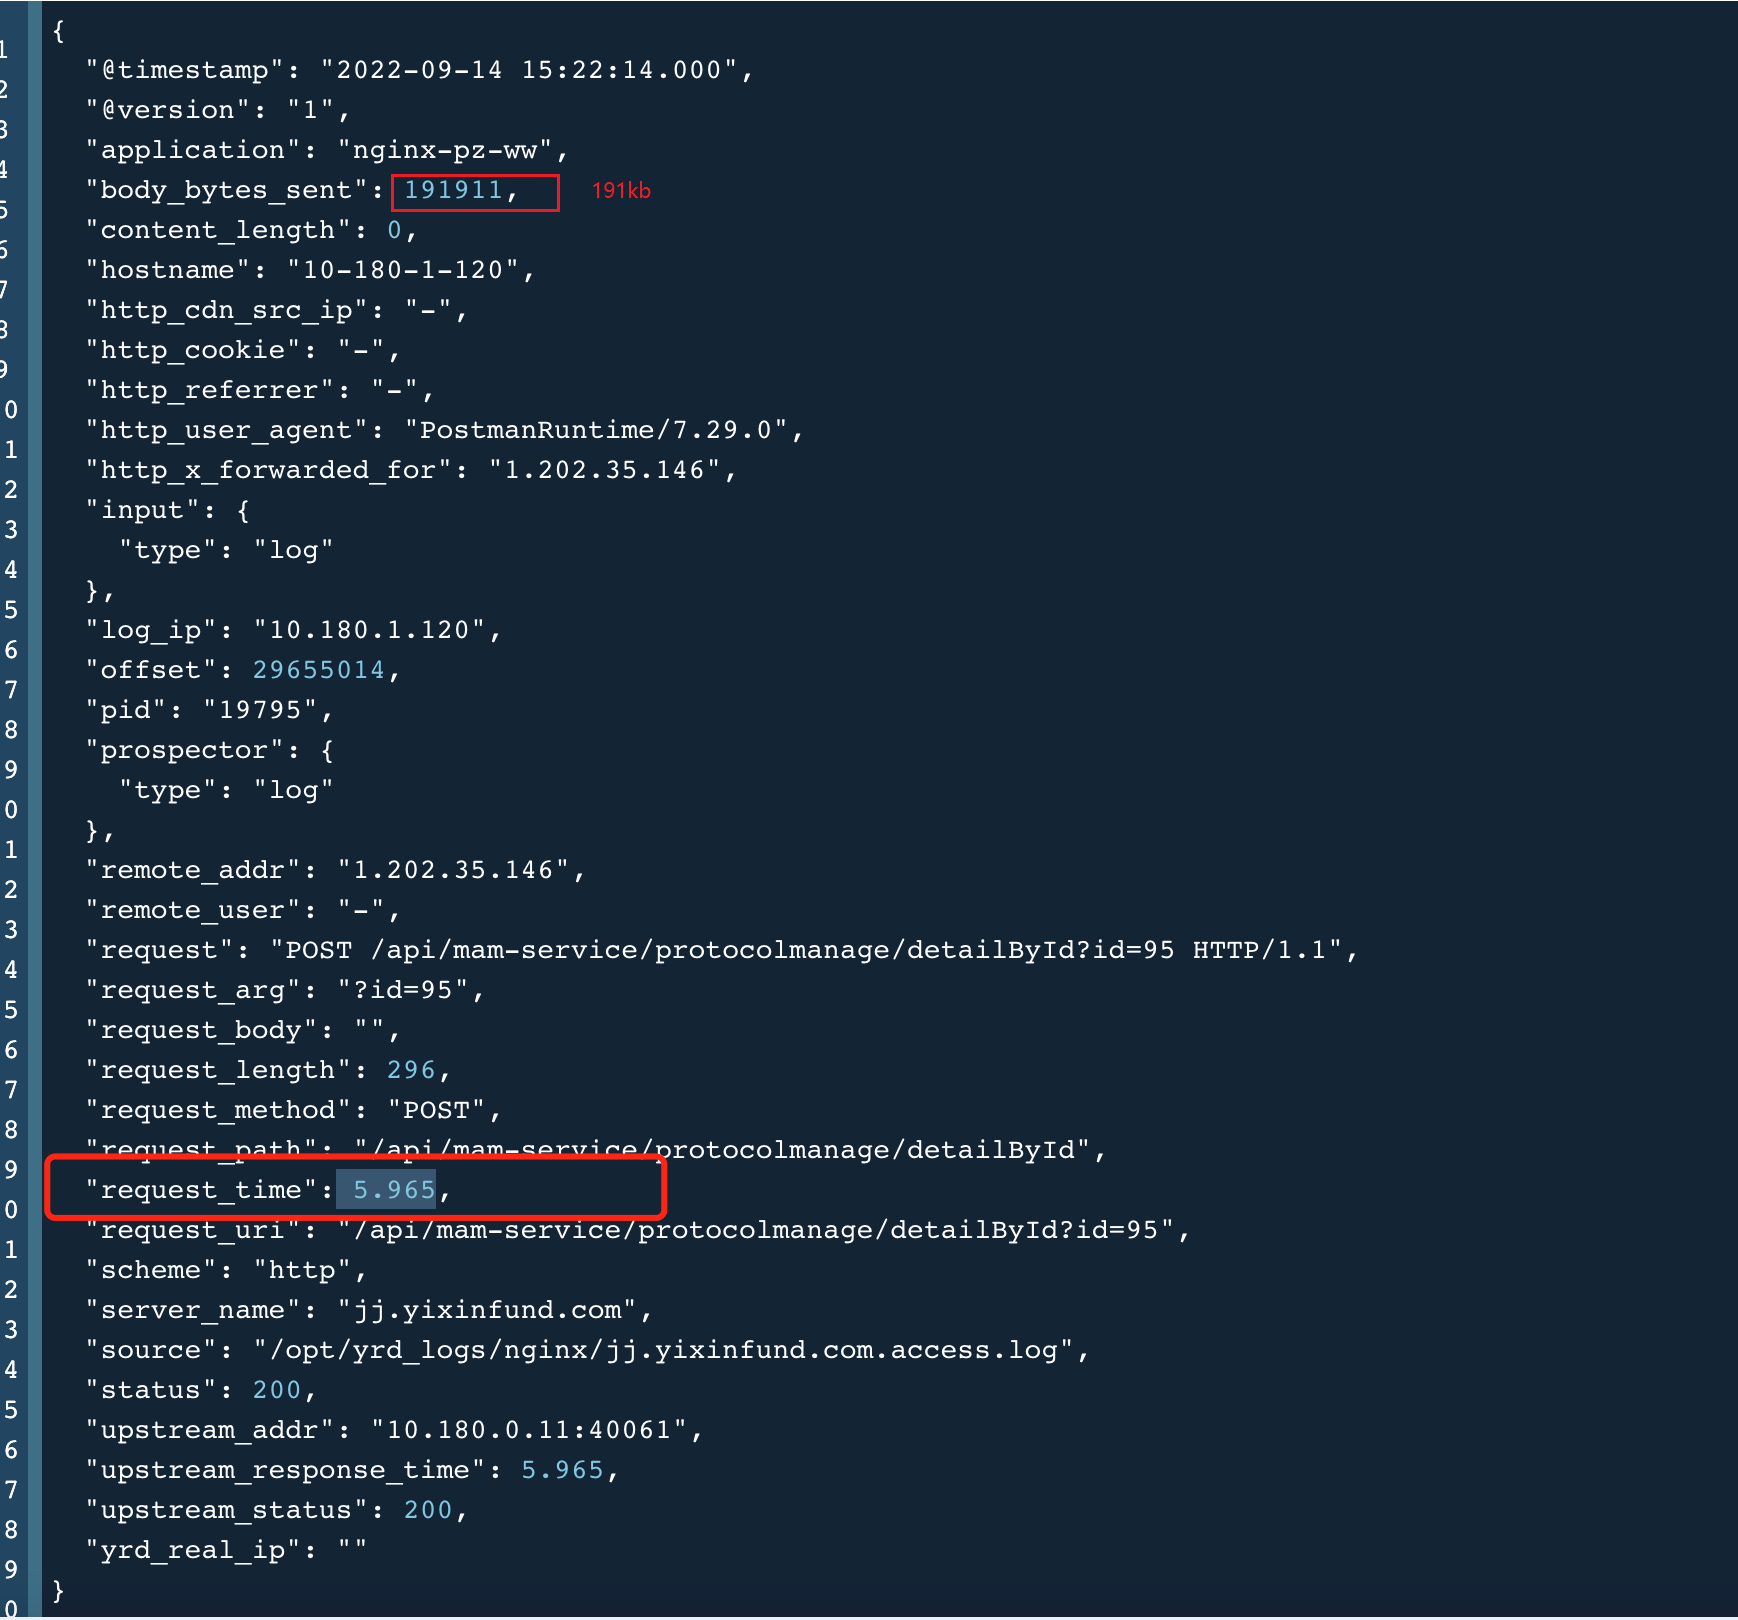 {
1
"@timestamp": "2022-09-14 15:22:14.000",
2
"@version": "1",
3
"application": "nginx-pz-ww",
4
"body_bytes_sent": 191911, 191kb
5
"content_length": 0,
6
"hostname": "10-180-1-120",
7
"http_cdn_src_ip": "-",
8
"http_cookie": "-",
9
"http_referrer": "-",
0
"http_user_agent": "PostmanRuntime/7.29.0",
1
"http_x_forwarded_for": "1.202.35.146",
2
"input": {
3
"type": "log"
4
},
5
"log_ip": "10.180.1.120",
6
"offset": 29655014,
7
"pid": "19795",
8
"prospector": {
9
"type": "log"
0
},
1
"remote_addr": "1.202.35.146",
2
"remote_user": "-",
3
"request": "POST /api/mam-service/protocolmanage/detailById?id=95 HTTP/1.1",
4
"request_arg": "?id=95",
5
"request_body": "",
6
"request_length": 296,
7
"request_method": "POST",
8
"request_path": "/api/mam-service/protocolmanage/detailById",
9
"request_time": 5.965,
0
"request_uri": "/api/mam-service/protocolmanage/detailById?id=95",
1
"scheme": "http",
2
"server_name": "jj.yixinfund.com",
3
"source": "/opt/yrd_logs/nginx/jj.yixinfund.com.access.log",
4
"status": 200,
5
"upstream_addr": "10.180.0.11:40061",
6
"upstream_response_time": 5.965,
7
"upstream_status": 200,
8
"yrd_real_ip": ""
9
}
0